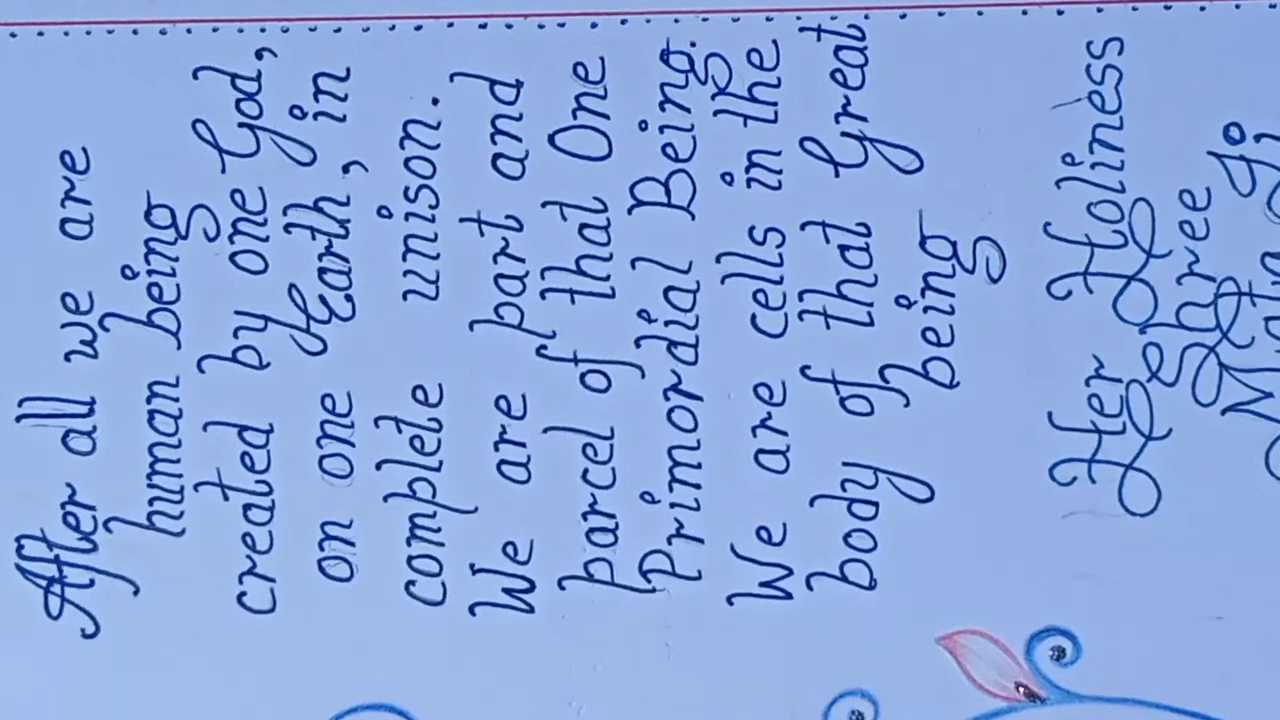 After all we are
human being
created by one God,
on one Earth, in
complete unison.
We are part and
parcel of that One
Primordial Being.
We are cells in the
body of that Great
being
Her Holiness
Shree
Mata Ji